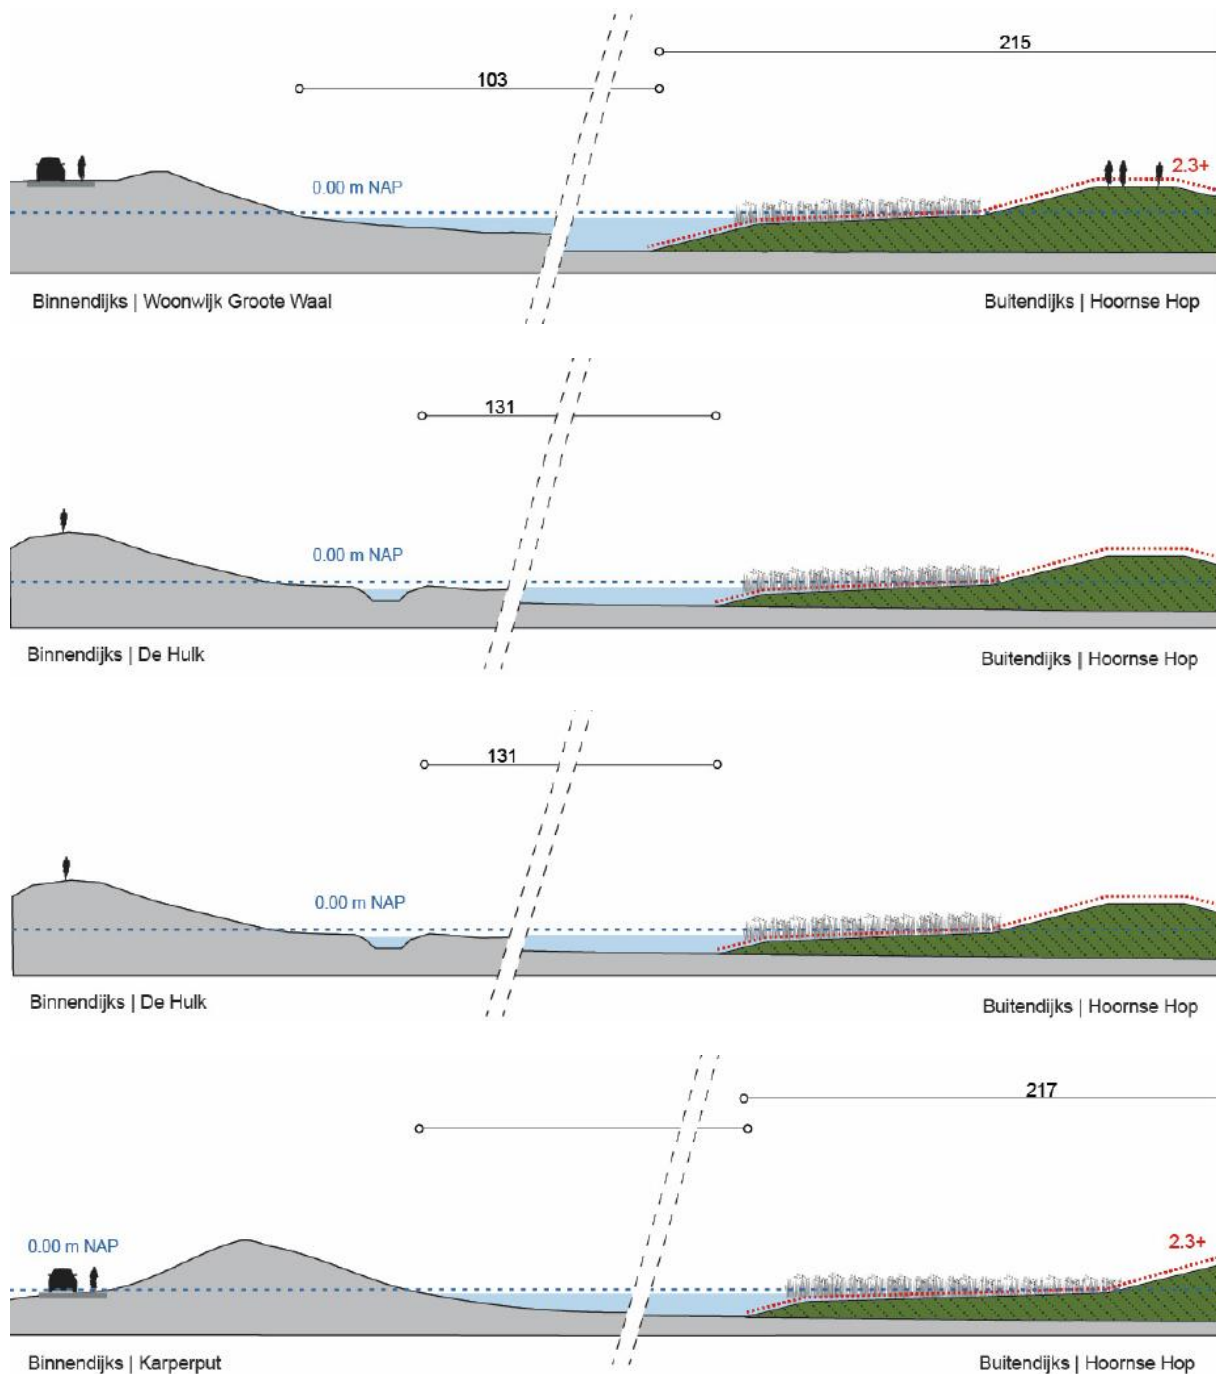 215
103
2.3+
0.00 m NAP
Binnendijks | Woonwijk Groote Waal
Buitendijks | Hoornse Hop
131
0.00 m NAP
Binnendijks | De Hulk
Buitendijks | Hoornse Hop
131
0.00 m NAP
Binnendijks | De Hulk
Buitendijks | Hoornse Hop
217
0.00 m NAP
2.3+
Binnendijks | Karperput
Buitendijks | Hoornse Hop